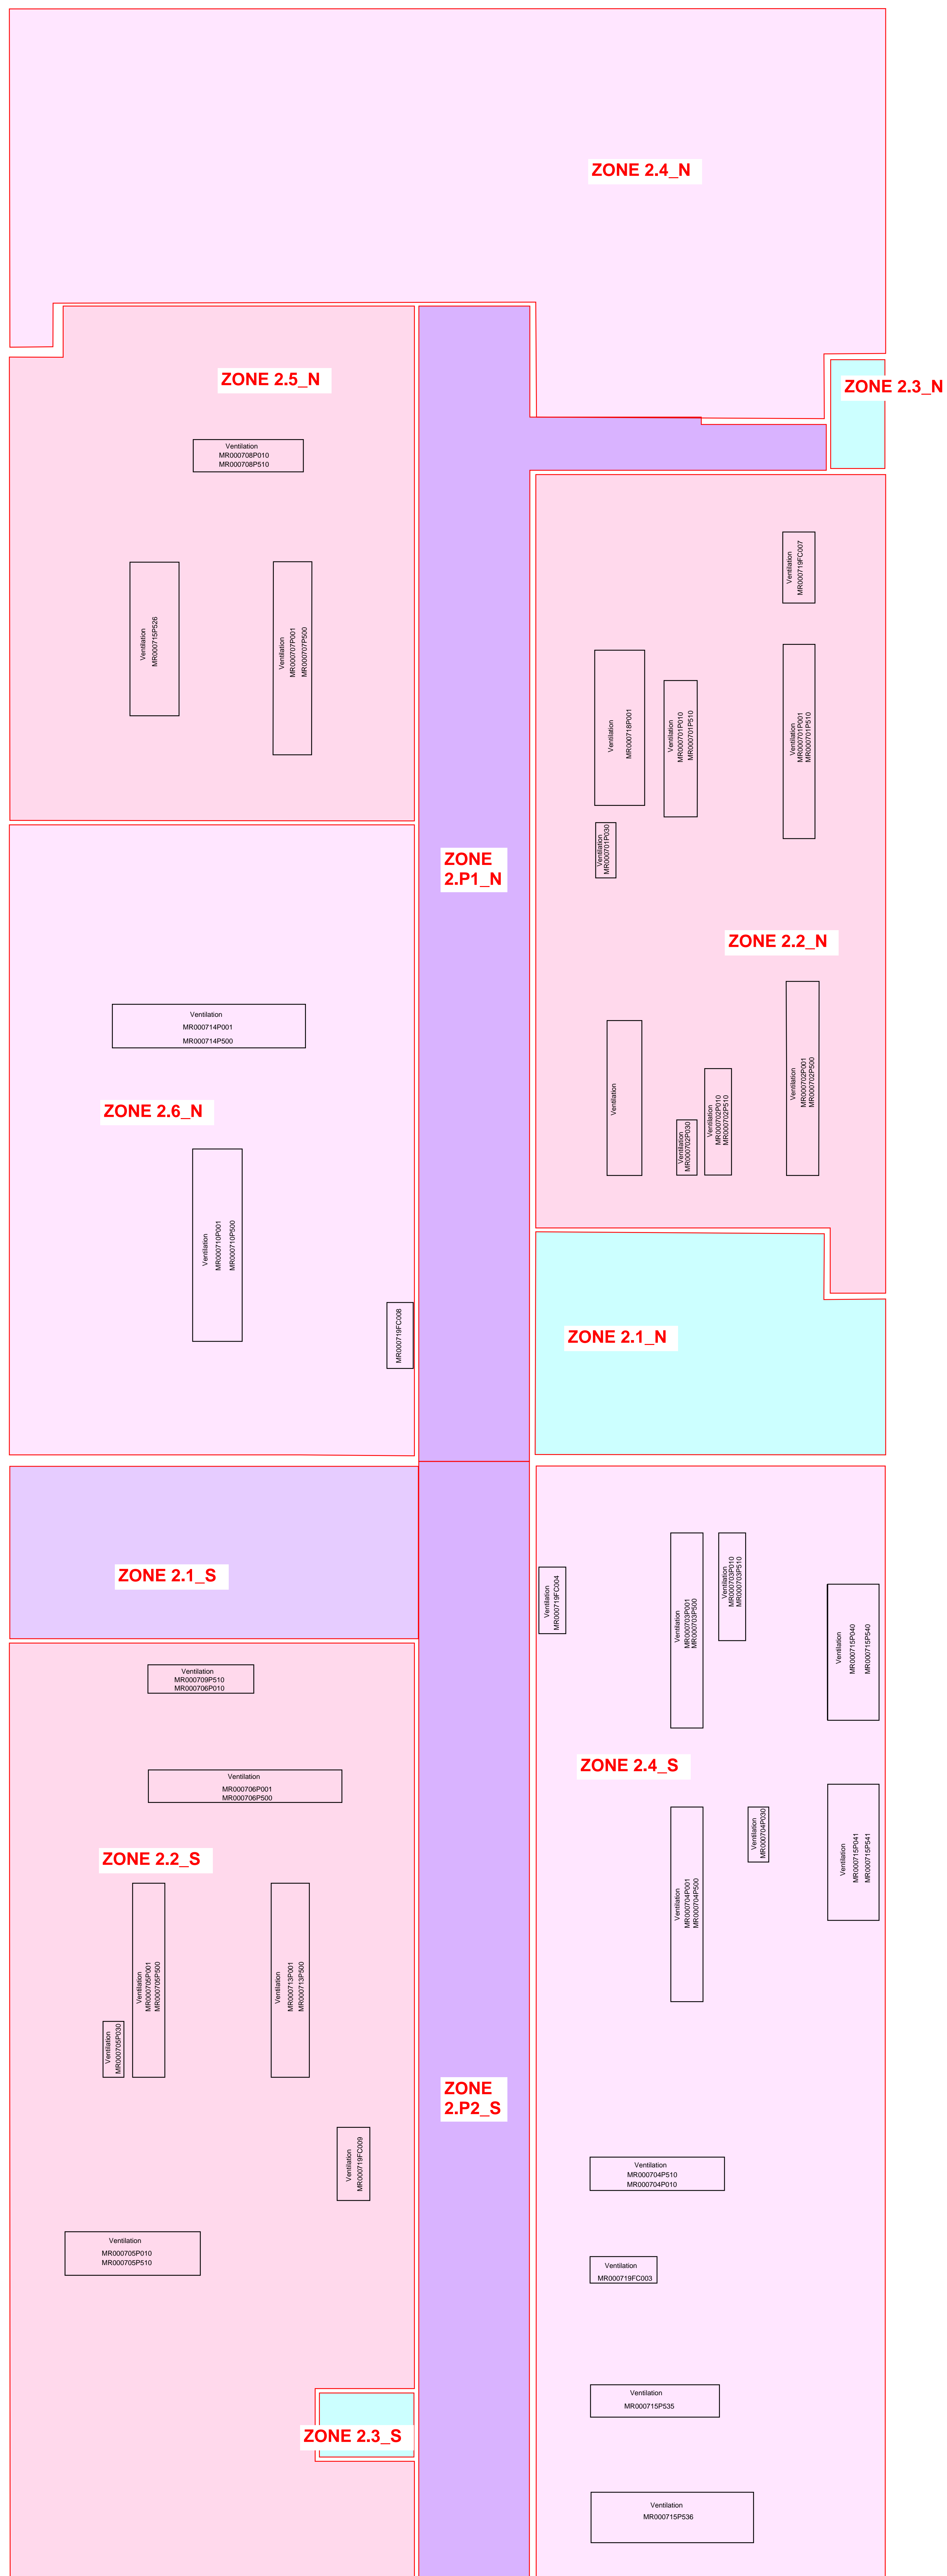 ZONE 2.4_N
ZONE 2.5_N
ZONE 2.3_N
Ventilation
MR000708P010
MR000708P510
Ventilation
MR000715P526
Ventilation
MR000707P001
MR000707P500
Ventilation
MR000719FC007
Ventilation
MR000718P001
Ventilation
MR000701P010
MR000701P510
Ventilation
MR000701P001
MR000701P510
Ventilation
MR000701P030
ZONE
2.P1_N
ZONE 2.2_N
Ventilation
MR000714P001
MR000714P500
ZONE 2.6_N
Ventilation
Ventilation
MR000702P030
Ventilation
MR000702P010
MR000702P510
Ventilation
MR000702P001
MR000702P500
Ventilation
MR000710P001
MR000710P500
MR000719FC008
ZONE 2.1_N
ZONE 2.1_S
Ventilation
MR000719FC004
Ventilation
MR000703P001
MR000703P500
Ventilation
MR000703P010
MR000703P510
Ventilation
MR000715P040
MR000715P540
Ventilation
MR000709P510
MR000706P010
Ventilation
MR000706P001
MR000706P500
ZONE 2.4_S
ZONE 2.2_S
Ventilation
MR000704P001
MR000704P500
Ventilation
MR000704P030
Ventilation
MR000715P041
MR000715P541
Ventilation
MR000705P001
MR000705P500
Ventilation
MR000713P001
MR000713P500
Ventilation
MR000705P030
ZONE
2.P2_S
Ventilation
MR000719FC009
Ventilation
MR000704P510
MR000704P010
Ventilation
MR000705P010
MR000705P510
Ventilation
MR000719FC003
Ventilation
MR000715P535
ZONE 2.3_S
Ventilation
MR000715P536